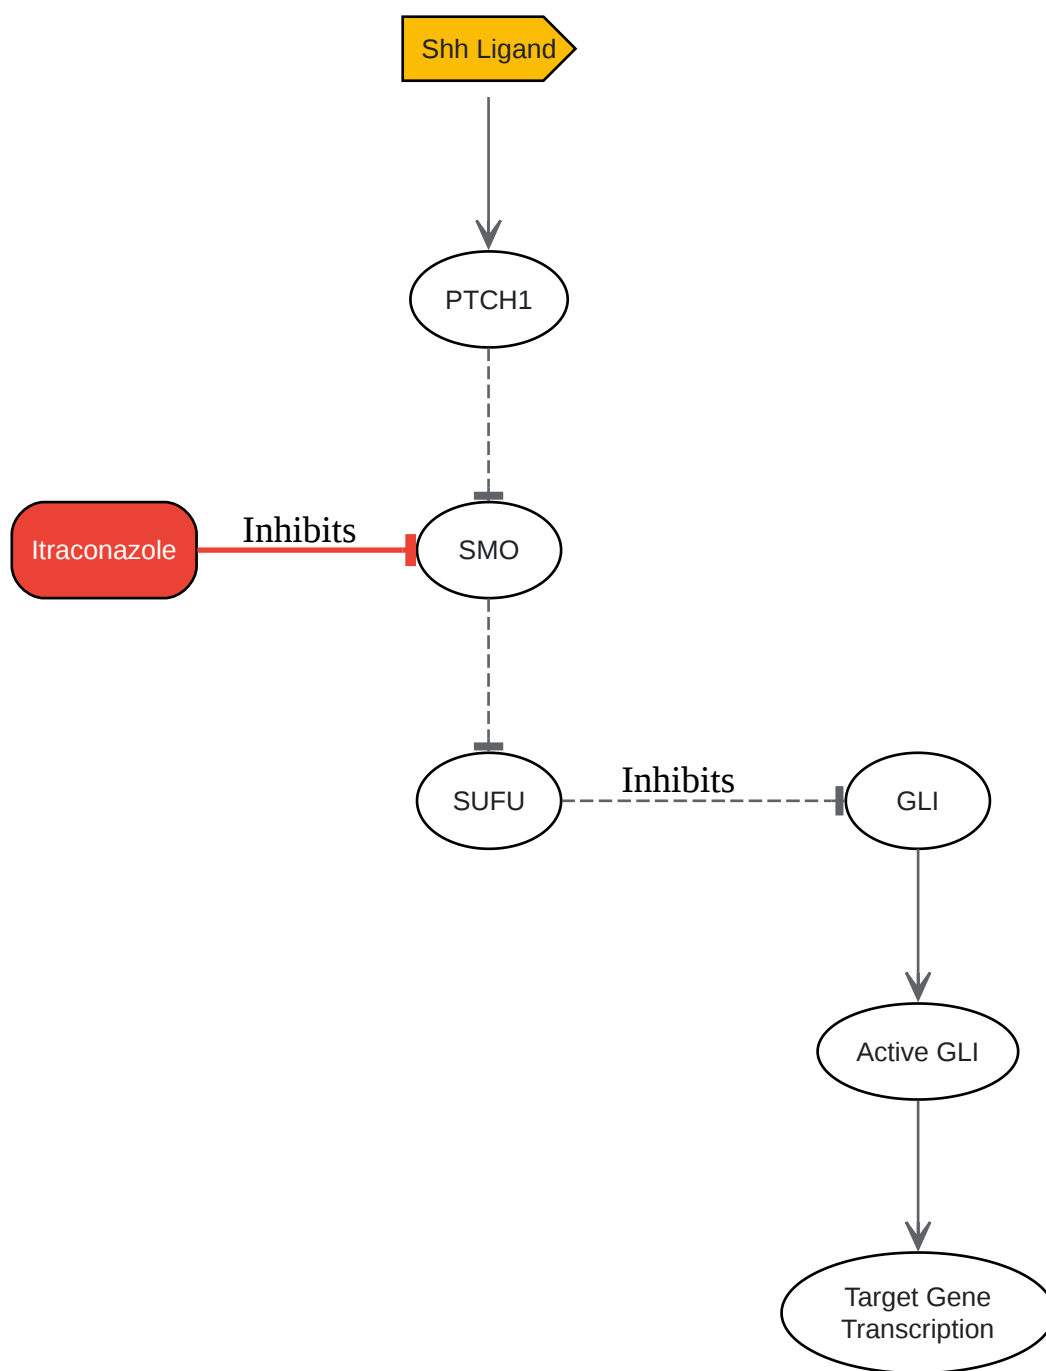 Shh Ligand
PTCH1
Itraconazole
Inhibits
SMO
SUFU
Inhibits
GLI
Active GLI
Target Gene
Transcription